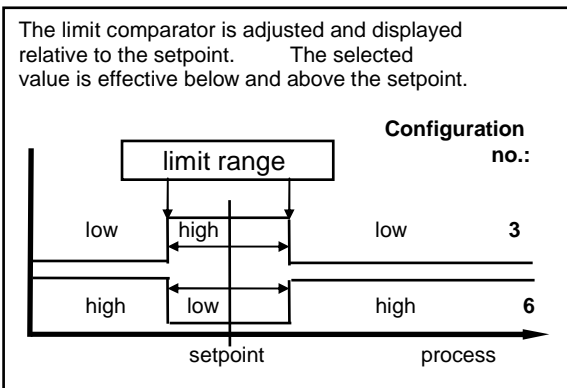 The limit comparator is adjusted and displayed
relative to the setpoint. The selected
value is effective below and above the setpoint.
Configuration
no.:
limit range
low high low 3
high low high 6
setpoint process